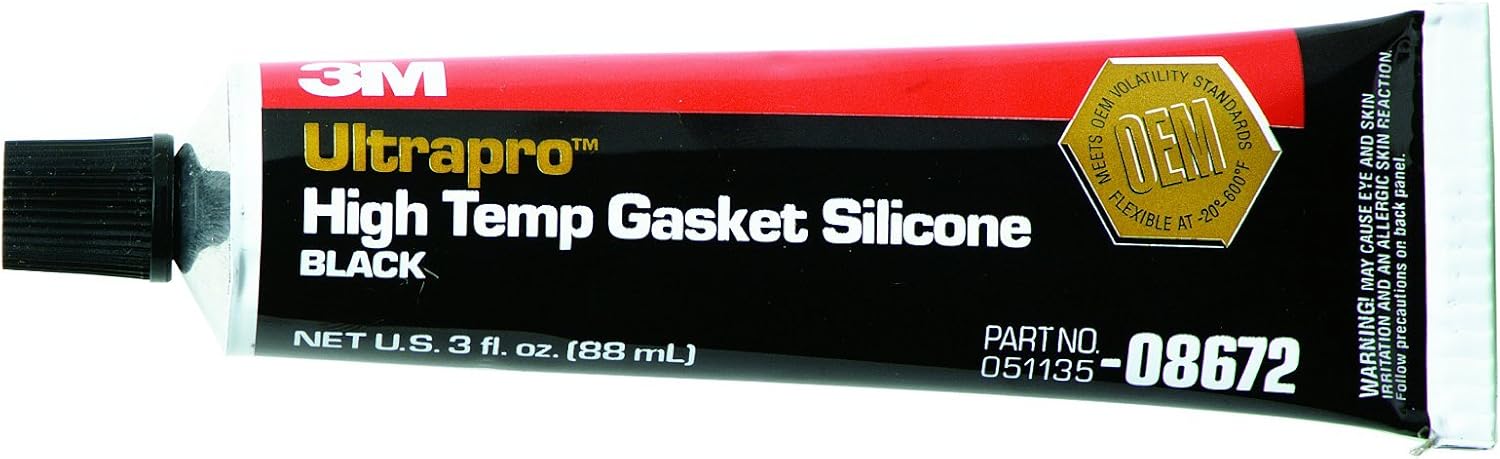 3M
Ultrapro™
High Temp Gasket Silicone
BLACK
NET U.S. 3 fl. oz. (88 mL)
MEETS OEM VOLATILITY STANDARDS
OEM
FLEXIBLE AT -20°-600°F
PART NO.
051135-08672
WARNING! MAY CAUSE EYE AND SKIN
IRRITATION AND AN ALLERGIC SKIN REACTION.
Follow precautions on back panel.